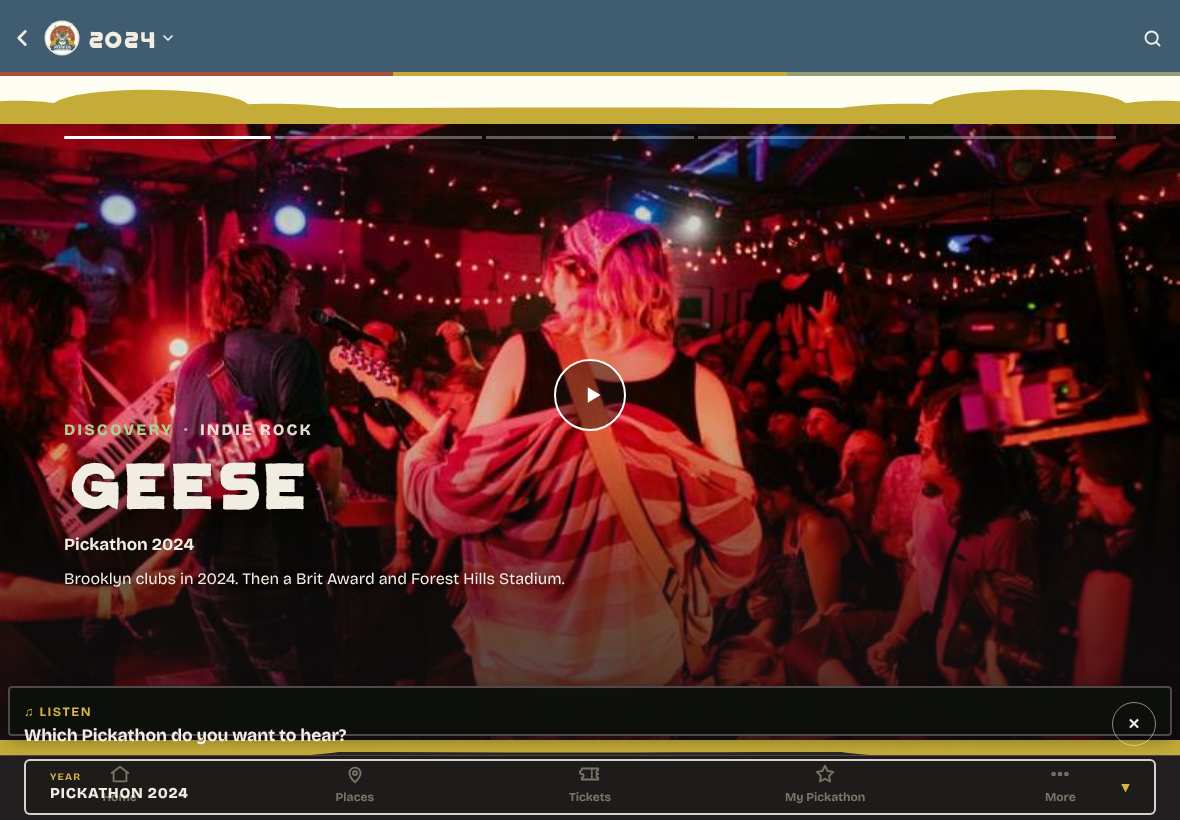 2024
DISCOVERY · INDIE ROCK
GEESE
Pickathon 2024
Brooklyn clubs in 2024. Then a Brit Award and Forest Hills Stadium.
♫ LISTEN
Which Pickathon do you want to hear?
YEAR
PICKATHON 2024
Home
Places
Tickets
My Pickathon
More